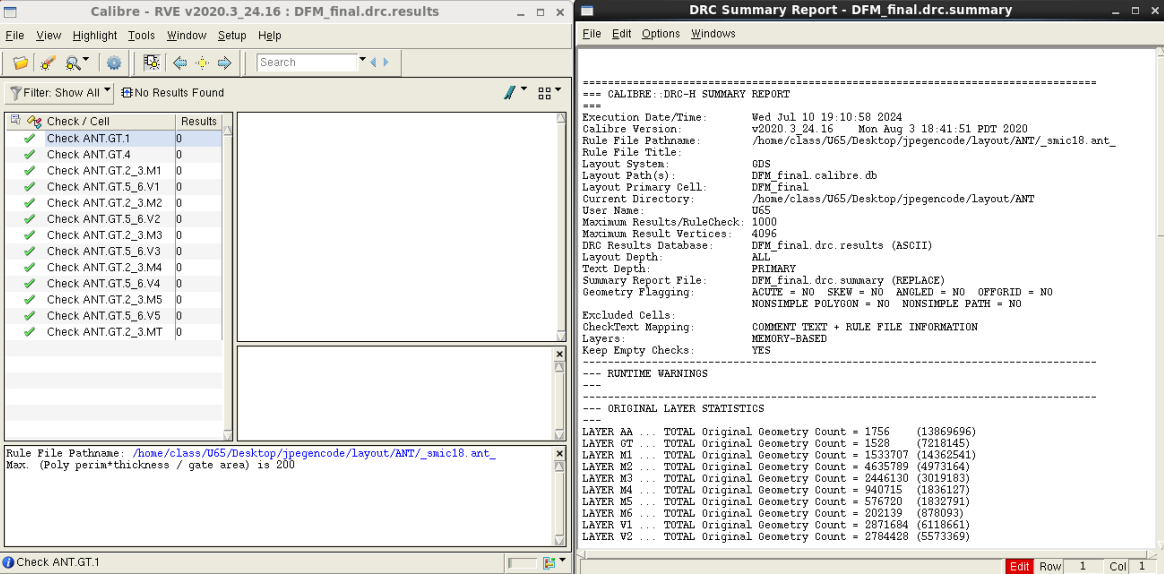 Calibre - RVE v2020.3_24.16 : DFM_final.drc.results
File View Highlight Tools Window Setup Help
Search
Filter: Show All No Results Found
Check / Cell Results
Check ANT.GT.1 0
Check ANT.GT.4 0
Check ANT.GT.2_3.M1 0
Check ANT.GT.5_6.V1 0
Check ANT.GT.2_3.M2 0
Check ANT.GT.5_6.V2 0
Check ANT.GT.2_3.M3 0
Check ANT.GT.5_6.V3 0
Check ANT.GT.2_3.M4 0
Check ANT.GT.5_6.V4 0
Check ANT.GT.2_3.M5 0
Check ANT.GT.5_6.V5 0
Check ANT.GT.2_3.MT 0
Rule File Pathname: /home/class/U65/Desktop/jpegencode/layout/ANT/_smic18.ant_
Max. (Poly perim*thickness / gate area) is 200
Check ANT.GT.1
DRC Summary Report - DFM_final.drc.summary
File Edit Options Windows
==================================================================================
=== CALIBRE::DRC-H SUMMARY REPORT
===
Execution Date/Time: Wed Jul 10 19:10:58 2024
Calibre Version: v2020.3_24.16 Mon Aug 3 18:41:51 PDT 2020
Rule File Pathname: /home/class/U65/Desktop/jpegencode/layout/ANT/_smic18.ant_
Rule File Title:
Layout System: GDS
Layout Path(s): DFM_final.calibre.db
Layout Primary Cell: DFM_final
Current Directory: /home/class/U65/Desktop/jpegencode/layout/ANT
User Name: U65
Maximum Results/RuleCheck: 1000
Maximum Result Vertices: 4096
DRC Results Database: DFM_final.drc.results (ASCII)
Layout Depth: ALL
Text Depth: PRIMARY
Summary Report File: DFM_final.drc.summary (REPLACE)
Geometry Flagging: ACUTE = NO SKEW = NO ANGLED = NO OFFGRID = NO
NONSIMPLE POLYGON = NO NONSIMPLE PATH = NO
Excluded Cells:
CheckText Mapping: COMMENT TEXT + RULE FILE INFORMATION
Layers: MEMORY-BASED
Keep Empty Checks: YES
----------------------------------------------------------------------------------
--- RUNTIME WARNINGS
---
----------------------------------------------------------------------------------
--- ORIGINAL LAYER STATISTICS
---
LAYER AA ... TOTAL Original Geometry Count = 1756 (13869696)
LAYER GT ... TOTAL Original Geometry Count = 1528 (7218145)
LAYER M1 ... TOTAL Original Geometry Count = 1533707 (14362541)
LAYER M2 ... TOTAL Original Geometry Count = 4635789 (4973164)
LAYER M3 ... TOTAL Original Geometry Count = 2446130 (3019183)
LAYER M4 ... TOTAL Original Geometry Count = 940715 (1836127)
LAYER M5 ... TOTAL Original Geometry Count = 576720 (1832791)
LAYER M6 ... TOTAL Original Geometry Count = 202139 (878093)
LAYER V1 ... TOTAL Original Geometry Count = 2871684 (6118661)
LAYER V2 ... TOTAL Original Geometry Count = 2784428 (5573369)
Edit Row 1 Col 1